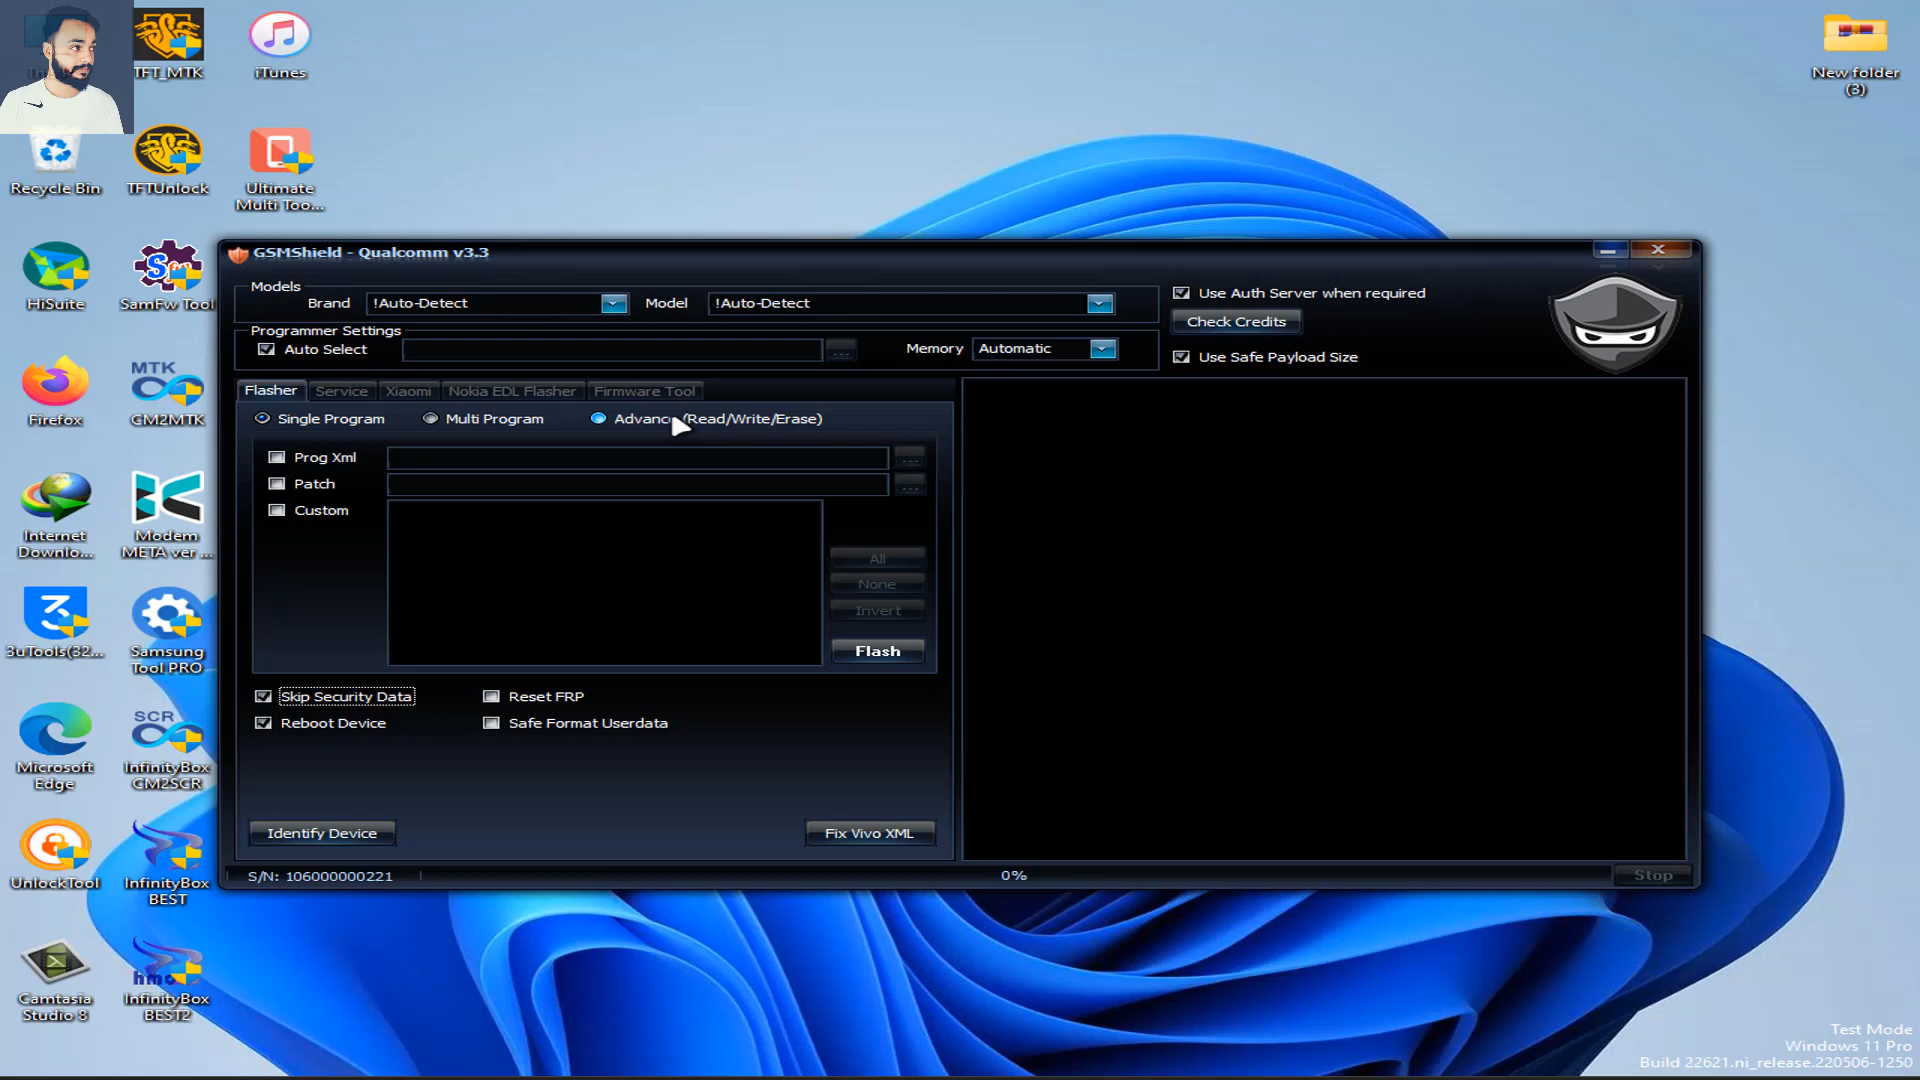 TFT_MTK
iTunes
New folder
(3)
Recycle Bin
TFTUnlock
Ultimate
Multi Too...
HiSuite
SamFw Tool
Firefox
MTK
CM2MTK
Internet
Downlo...
Modem
META ver ...
3uTools(32...
Samsung
Tool PRO
Microsoft
Edge
SCR
InfinityBox
CM2SCR
UnlockTool
InfinityBox
BEST
Camtasia
Studio 8
hmo
InfinityBox
BEST2
GSMShield - Qualcomm v3.3
Models
Brand !Auto-Detect Model !Auto-Detect
Use Auth Server when required
Check Credits
Programmer Settings
Auto Select ... Memory Automatic
Use Safe Payload Size
Flasher Service Xiaomi Nokia EDL Flasher Firmware Tool
Single Program Multi Program (Read/Write/Erase)
Prog Xml ...
Patch ...
Custom
All
None
Invert
Flash
Skip Security Data Reset FRP
Reboot Device Safe Format Userdata
Identify Device Fix Vivo XML
S/N: 106000000221 0% Stop
Test Mode
Windows 11 Pro
Build 22621.ni_release.220506-1250